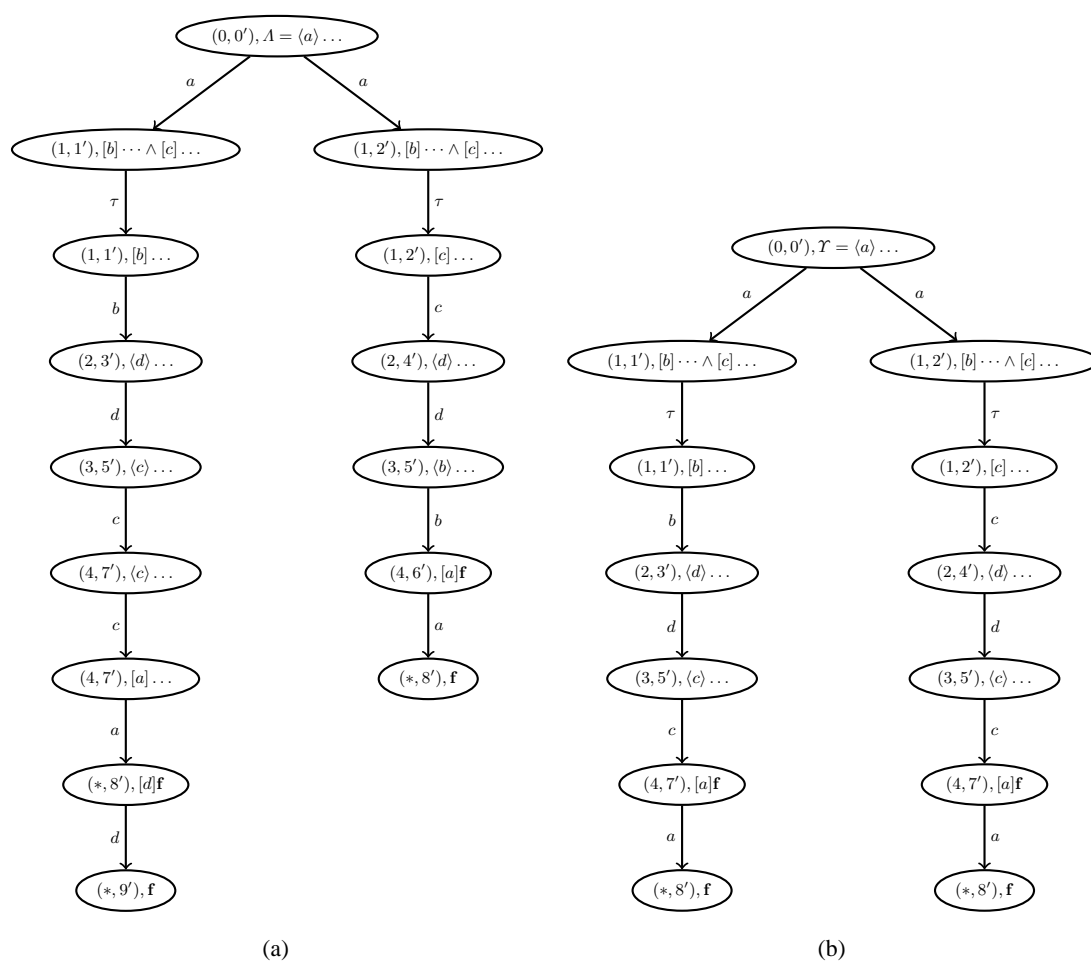 (0, 0′), Λ = ⟨a⟩ …
a
a
(1, 1′), [b] ⋯ ∧ [c] …
(1, 2′), [b] ⋯ ∧ [c] …
τ
τ
(1, 1′), [b] …
(1, 2′), [c] …
b
c
(2, 3′), ⟨d⟩ …
(2, 4′), ⟨d⟩ …
d
d
(3, 5′), ⟨c⟩ …
(3, 5′), ⟨b⟩ …
c
b
(4, 7′), ⟨c⟩ …
(4, 6′), [a]f
c
a
(4, 7′), [a] …
(∗, 8′), f
a
(∗, 8′), [d]f
d
(∗, 9′), f
(a)
(0, 0′), ϒ = ⟨a⟩ …
a
a
(1, 1′), [b] ⋯ ∧ [c] …
(1, 2′), [b] ⋯ ∧ [c] …
τ
τ
(1, 1′), [b] …
(1, 2′), [c] …
b
c
(2, 3′), ⟨d⟩ …
(2, 4′), ⟨d⟩ …
d
d
(3, 5′), ⟨c⟩ …
(3, 5′), ⟨c⟩ …
c
c
(4, 7′), [a]f
(4, 7′), [a]f
a
a
(∗, 8′), f
(∗, 8′), f
(b)